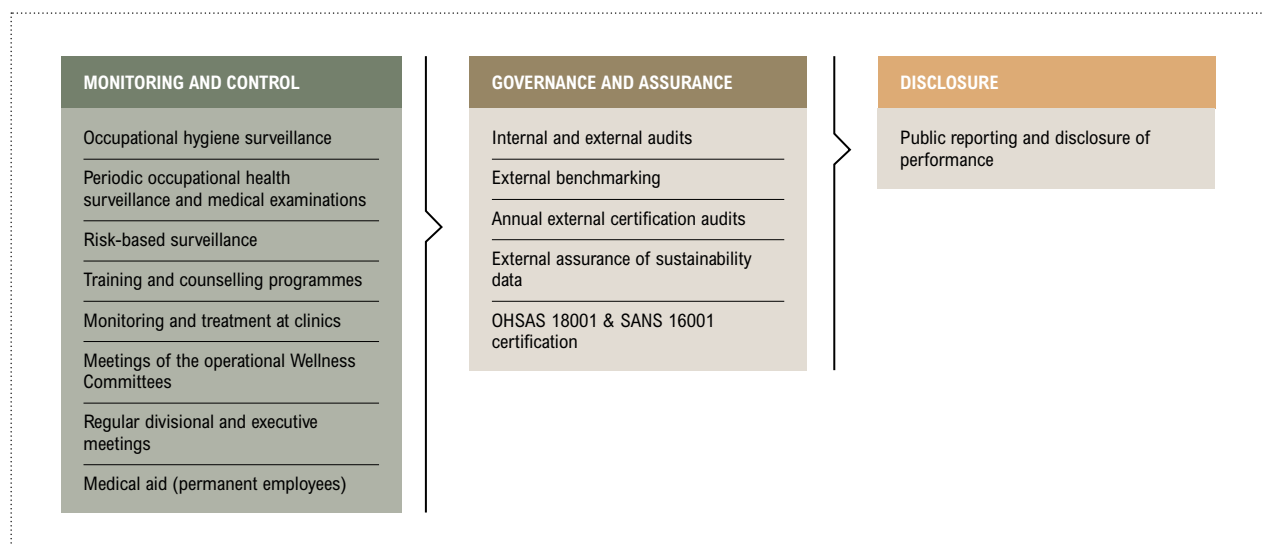 MONITORING AND CONTROL
Occupational hygiene surveillance
Periodic occupational health
surveillance and medical examinations
Risk-based surveillance
Training and counselling programmes
Monitoring and treatment at clinics
Meetings of the operational Wellness
Committees
Regular divisional and executive
meetings
Medical aid (permanent employees)
GOVERNANCE AND ASSURANCE
Internal and external audits
External benchmarking
Annual external certification audits
External assurance of sustainability
data
OHSAS 18001 & SANS 16001
certification
DISCLOSURE
Public reporting and disclosure of
performance